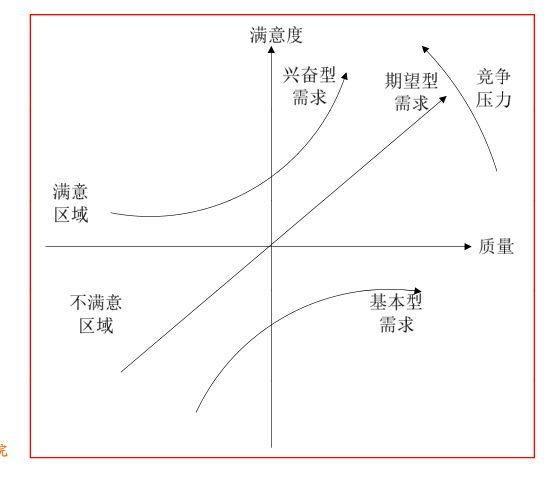 满意度
兴奋型
需求
期望型
需求
竞争
压力
满意
区域
质量
不满意
区域
基本型
需求